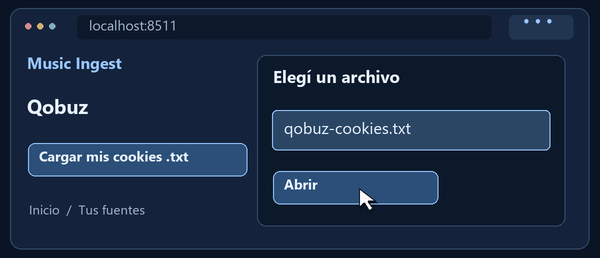 localhost:8511
Music Ingest
Qobuz
Cargar mis cookies .txt
Inicio / Tus fuentes
Elegí un archivo
qobuz-cookies.txt
Abrir